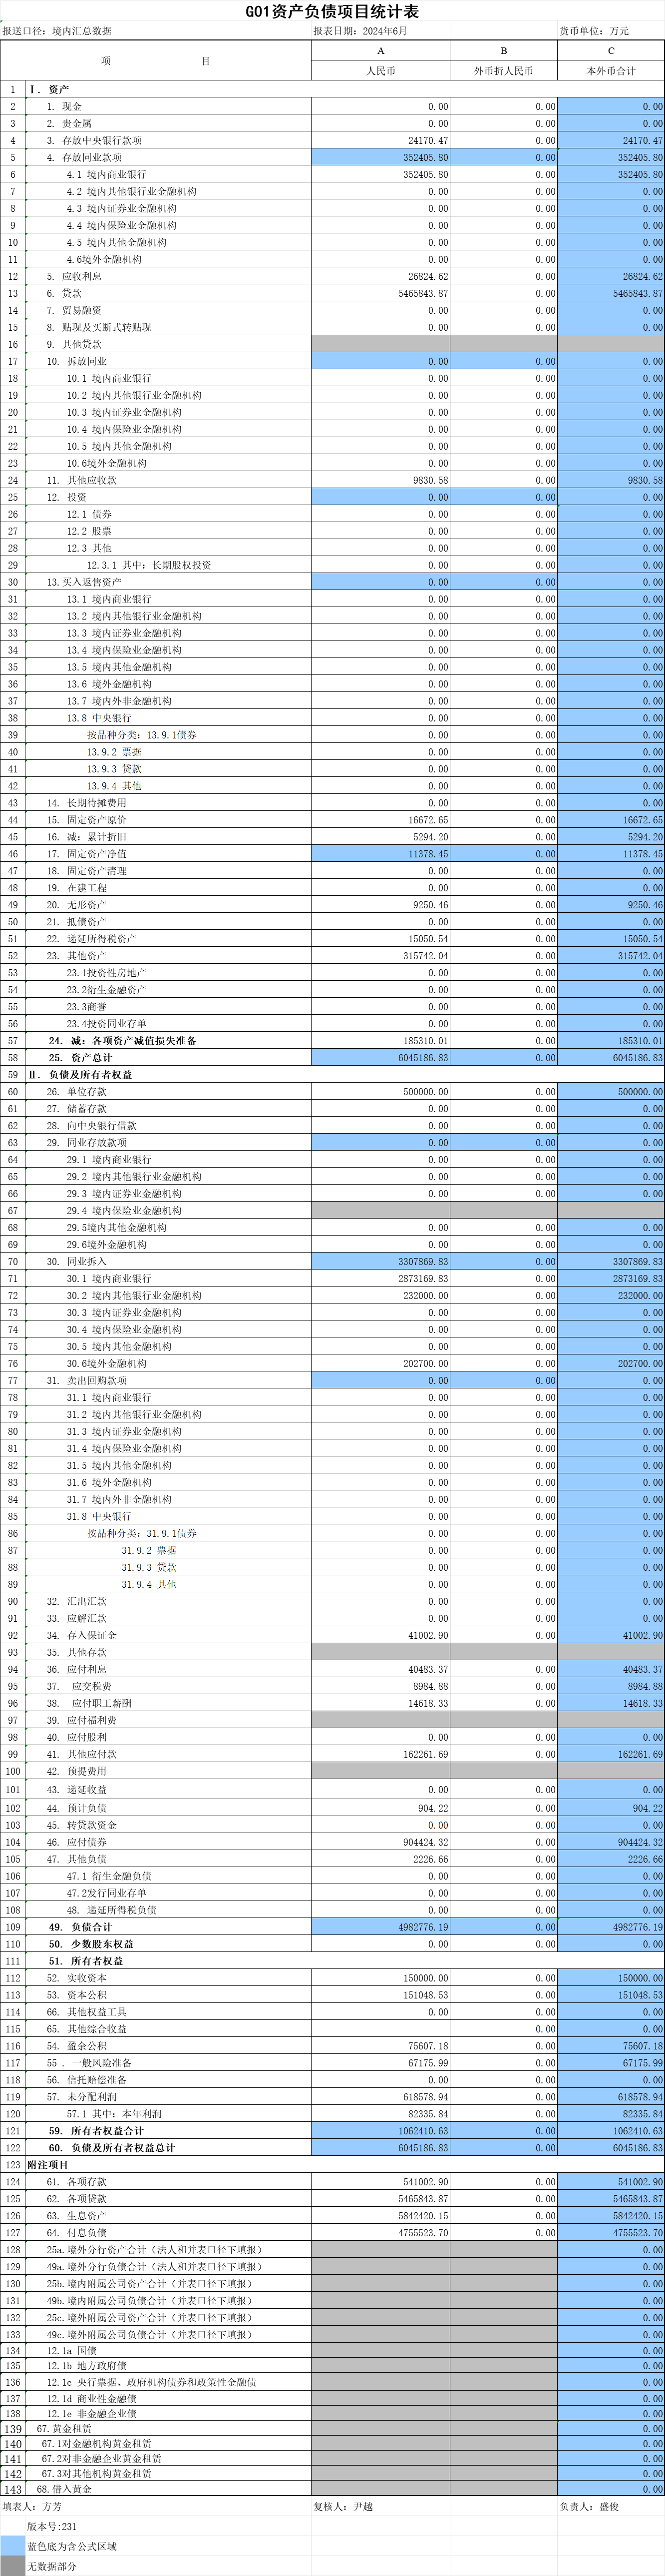 G01资产负债项目统计表
报送口径：境内汇总数据 报表日期：2024年6月 货币单位：万元
项 目 A B C
人民币 外币折人民币 本外币合计
1 Ⅰ. 资产
2 1. 现金 0.00 0.00 0.00
3 2. 贵金属 0.00 0.00 0.00
4 3. 存放中央银行款项 24170.47 0.00 24170.47
5 4. 存放同业款项 352405.80 0.00 352405.80
6 4.1 境内商业银行 352405.80 0.00 352405.80
7 4.2 境内其他银行业金融机构 0.00 0.00 0.00
8 4.3 境内证券业金融机构 0.00 0.00 0.00
9 4.4 境内保险业金融机构 0.00 0.00 0.00
10 4.5 境内其他金融机构 0.00 0.00 0.00
11 4.6境外金融机构 0.00 0.00 0.00
12 5. 应收利息 26824.62 0.00 26824.62
13 6. 贷款 5465843.87 0.00 5465843.87
14 7. 贸易融资 0.00 0.00 0.00
15 8. 贴现及买断式转贴现 0.00 0.00 0.00
16 9. 其他贷款
17 10. 拆放同业 0.00 0.00 0.00
18 10.1 境内商业银行 0.00 0.00 0.00
19 10.2 境内其他银行业金融机构 0.00 0.00 0.00
20 10.3 境内证券业金融机构 0.00 0.00 0.00
21 10.4 境内保险业金融机构 0.00 0.00 0.00
22 10.5 境内其他金融机构 0.00 0.00 0.00
23 10.6境外金融机构 0.00 0.00 0.00
24 11. 其他应收款 9830.58 0.00 9830.58
25 12. 投资 0.00 0.00 0.00
26 12.1 债券 0.00 0.00 0.00
27 12.2 股票 0.00 0.00 0.00
28 12.3 其他 0.00 0.00 0.00
29 12.3.1 其中：长期股权投资 0.00 0.00 0.00
30 13.买入返售资产 0.00 0.00 0.00
31 13.1 境内商业银行 0.00 0.00 0.00
32 13.2 境内其他银行业金融机构 0.00 0.00 0.00
33 13.3 境内证券业金融机构 0.00 0.00 0.00
34 13.4 境内保险业金融机构 0.00 0.00 0.00
35 13.5 境内其他金融机构 0.00 0.00 0.00
36 13.6 境外金融机构 0.00 0.00 0.00
37 13.7 境内外非金融机构 0.00 0.00 0.00
38 13.8 中央银行 0.00 0.00 0.00
39 按品种分类：13.9.1债券 0.00 0.00 0.00
40 13.9.2 票据 0.00 0.00 0.00
41 13.9.3 贷款 0.00 0.00 0.00
42 13.9.4 其他 0.00 0.00 0.00
43 14. 长期待摊费用 0.00 0.00 0.00
44 15. 固定资产原价 16672.65 0.00 16672.65
45 16. 减：累计折旧 5294.20 0.00 5294.20
46 17. 固定资产净值 11378.45 0.00 11378.45
47 18. 固定资产清理 0.00 0.00 0.00
48 19. 在建工程 0.00 0.00 0.00
49 20. 无形资产 9250.46 0.00 9250.46
50 21. 抵债资产 0.00 0.00 0.00
51 22. 递延所得税资产 15050.54 0.00 15050.54
52 23. 其他资产 315742.04 0.00 315742.04
53 23.1投资性房地产 0.00 0.00 0.00
54 23.2衍生金融资产 0.00 0.00 0.00
55 23.3商誉 0.00 0.00 0.00
56 23.4投资同业存单 0.00 0.00 0.00
57 24. 减：各项资产减值损失准备 185310.01 0.00 185310.01
58 25. 资产总计 6045186.83 0.00 6045186.83
59 Ⅱ. 负债及所有者权益
60 26. 单位存款 500000.00 0.00 500000.00
61 27. 储蓄存款 0.00 0.00 0.00
62 28. 向中央银行借款 0.00 0.00 0.00
63 29. 同业存放款项 0.00 0.00 0.00
64 29.1 境内商业银行 0.00 0.00 0.00
65 29.2 境内其他银行业金融机构 0.00 0.00 0.00
66 29.3 境内证券业金融机构 0.00 0.00 0.00
67 29.4 境内保险业金融机构
68 29.5境内其他金融机构 0.00 0.00 0.00
69 29.6境外金融机构 0.00 0.00 0.00
70 30. 同业拆入 3307869.83 0.00 3307869.83
71 30.1 境内商业银行 2873169.83 0.00 2873169.83
72 30.2 境内其他银行业金融机构 232000.00 0.00 232000.00
73 30.3 境内证券业金融机构 0.00 0.00 0.00
74 30.4 境内保险业金融机构 0.00 0.00 0.00
75 30.5 境内其他金融机构 0.00 0.00 0.00
76 30.6境外金融机构 202700.00 0.00 202700.00
77 31. 卖出回购款项 0.00 0.00 0.00
78 31.1 境内商业银行 0.00 0.00 0.00
79 31.2 境内其他银行业金融机构 0.00 0.00 0.00
80 31.3 境内证券业金融机构 0.00 0.00 0.00
81 31.4 境内保险业金融机构 0.00 0.00 0.00
82 31.5 境内其他金融机构 0.00 0.00 0.00
83 31.6 境外金融机构 0.00 0.00 0.00
84 31.7 境内外非金融机构 0.00 0.00 0.00
85 31.8 中央银行 0.00 0.00 0.00
86 按品种分类：31.9.1债券 0.00 0.00 0.00
87 31.9.2 票据 0.00 0.00 0.00
88 31.9.3 贷款 0.00 0.00 0.00
89 31.9.4 其他 0.00 0.00 0.00
90 32. 汇出汇款 0.00 0.00 0.00
91 33. 应解汇款 0.00 0.00 0.00
92 34. 存入保证金 41002.90 0.00 41002.90
93 35. 其他存款
94 36. 应付利息 40483.37 0.00 40483.37
95 37. 应交税费 8984.88 0.00 8984.88
96 38. 应付职工薪酬 14618.33 0.00 14618.33
97 39. 应付福利费
98 40. 应付股利 0.00 0.00 0.00
99 41. 其他应付款 162261.69 0.00 162261.69
100 42. 预提费用
101 43. 递延收益 0.00 0.00 0.00
102 44. 预计负债 904.22 0.00 904.22
103 45. 转贷款资金 0.00 0.00 0.00
104 46. 应付债券 904424.32 0.00 904424.32
105 47. 其他负债 2226.66 0.00 2226.66
106 47.1 衍生金融负债 0.00 0.00 0.00
107 47.2发行同业存单 0.00 0.00 0.00
108 48. 递延所得税负债 0.00 0.00 0.00
109 49. 负债合计 4982776.19 0.00 4982776.19
110 50. 少数股东权益 0.00 0.00 0.00
111 51. 所有者权益
112 52. 实收资本 150000.00 0.00 150000.00
113 53. 资本公积 151048.53 0.00 151048.53
114 66. 其他权益工具 0.00 0.00 0.00
115 65. 其他综合收益 0.00 0.00
116 54. 盈余公积 75607.18 0.00 75607.18
117 55 . 一般风险准备 67175.99 0.00 67175.99
118 56. 信托赔偿准备 0.00 0.00 0.00
119 57. 未分配利润 618578.94 0.00 618578.94
120 57.1 其中：本年利润 82335.84 0.00 82335.84
121 59. 所有者权益合计 1062410.63 0.00 1062410.63
122 60. 负债及所有者权益总计 6045186.83 0.00 6045186.83
123 附注项目
124 61. 各项存款 541002.90 0.00 541002.90
125 62. 各项贷款 5465843.87 0.00 5465843.87
126 63. 生息资产 5842420.15 0.00 5842420.15
127 64. 付息负债 4755523.70 0.00 4755523.70
128 25a.境外分行资产合计（法人和并表口径下填报） 0.00
129 49a.境外分行负债合计（法人和并表口径下填报） 0.00
130 25b.境内附属公司资产合计（并表口径下填报） 0.00
131 49b.境内附属公司负债合计（并表口径下填报） 0.00
132 25c.境外附属公司资产合计（并表口径下填报） 0.00
133 49c.境外附属公司负债合计（并表口径下填报） 0.00
134 12.1a 国债 0.00
135 12.1b 地方政府债 0.00
136 12.1c 央行票据、政府机构债券和政策性金融债 0.00
137 12.1d 商业性金融债 0.00
138 12.1e 非金融企业债 0.00
139 67.黄金租赁 0.00
140 67.1对金融机构黄金租赁 0.00
141 67.2对非金融企业黄金租赁 0.00
142 67.3对其他机构黄金租赁 0.00
143 68.借入黄金 0.00
填表人：方芳 复核人：尹越 负责人：盛俊
版本号:231
蓝色底为含公式区域
无数据部分